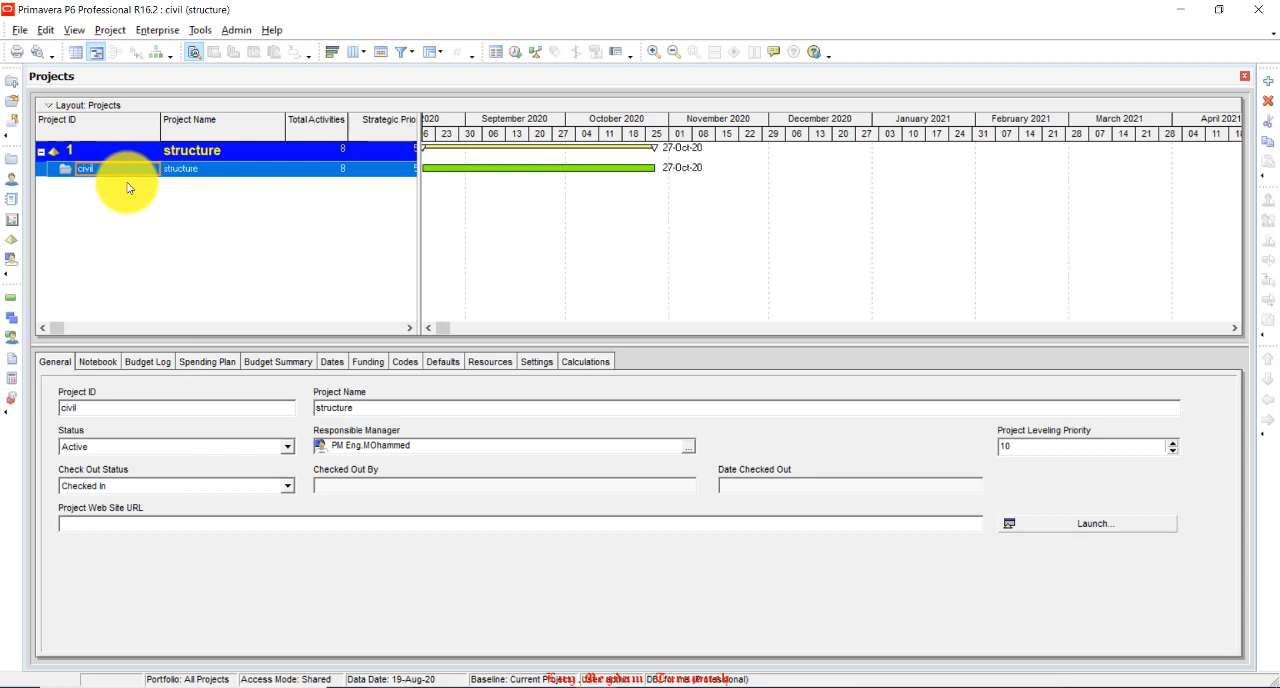 Primavera P6 Professional R16.2 : civil (structure)
File Edit View Project Enterprise Tools Admin Help
Projects
Layout: Projects
Project ID Project Name Total Activities Strategic Prio
2020 September 2020 October 2020 November 2020 December 2020 January 2021 February 2021 March 2021 April 2021
6 23 30 06 13 20 27 04 11 18 25 01 08 15 22 29 06 13 20 27 03 10 17 24 31 07 14 21 28 07 14 21 28 04 11 18
1 structure 8 5 27-Oct-20
civil structure 8 5 27-Oct-20
General Notebook Budget Log Spending Plan Budget Summary Dates Funding Codes Defaults Resources Settings Calculations
Project ID Project Name
civil structure
Status Responsible Manager Project Leveling Priority
Active PM Eng.MOhammed ... 10
Check Out Status Checked Out By Date Checked Out
Checked In
Project Web Site URL
Launch...
Portfolio: All Projects Access Mode: Shared Data Date: 19-Aug-20 Baseline: Current Project